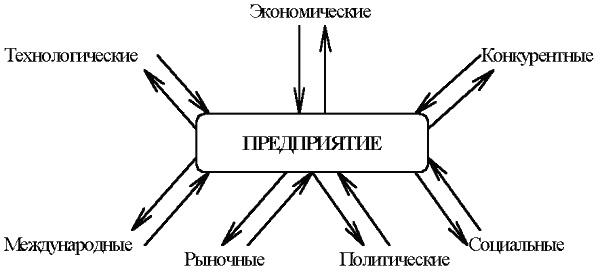 Экономические
Технологические
Конкурентные
ПРЕДПРИЯТИЕ
Международные
Рыночные
Политические
Социальные